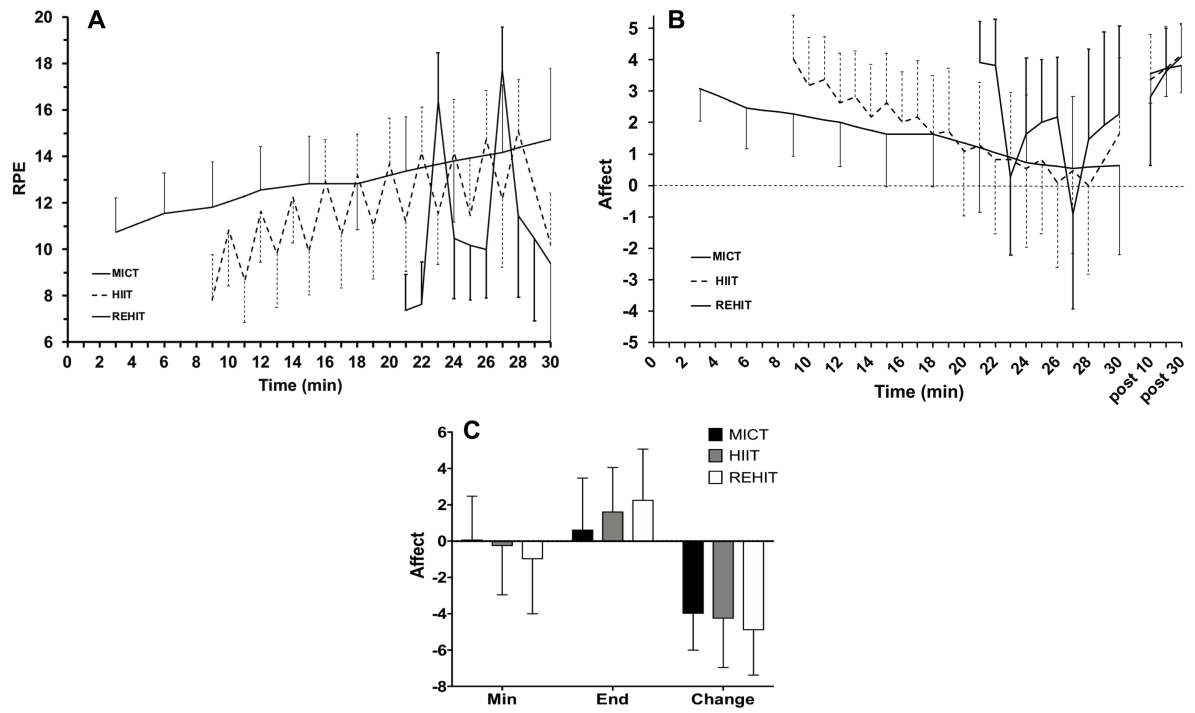 A
20
18
16
14
12
10
8
6
RPE
MICT
HIIT
REHIT
0 2 4 6 8 10 12 14 16 18 20 22 24 26 28 30
Time (min)
B
5
4
3
2
1
0
-1
-2
-3
-4
-5
Affect
MICT
HIIT
REHIT
0 2 4 6 8 10 12 14 16 18 20 22 24 26 28 30 post 10 post 30
Time (min)
C
6
4
2
0
-2
-4
-6
-8
Affect
MICT
HIIT
REHIT
Min End Change